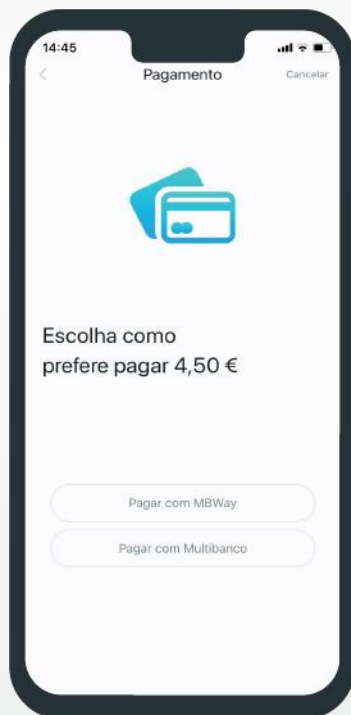 14:45
Pagamento
Cancelar
Escolha como
prefere pagar 4,50 €
Pagar com MBWay
Pagar com Multibanco